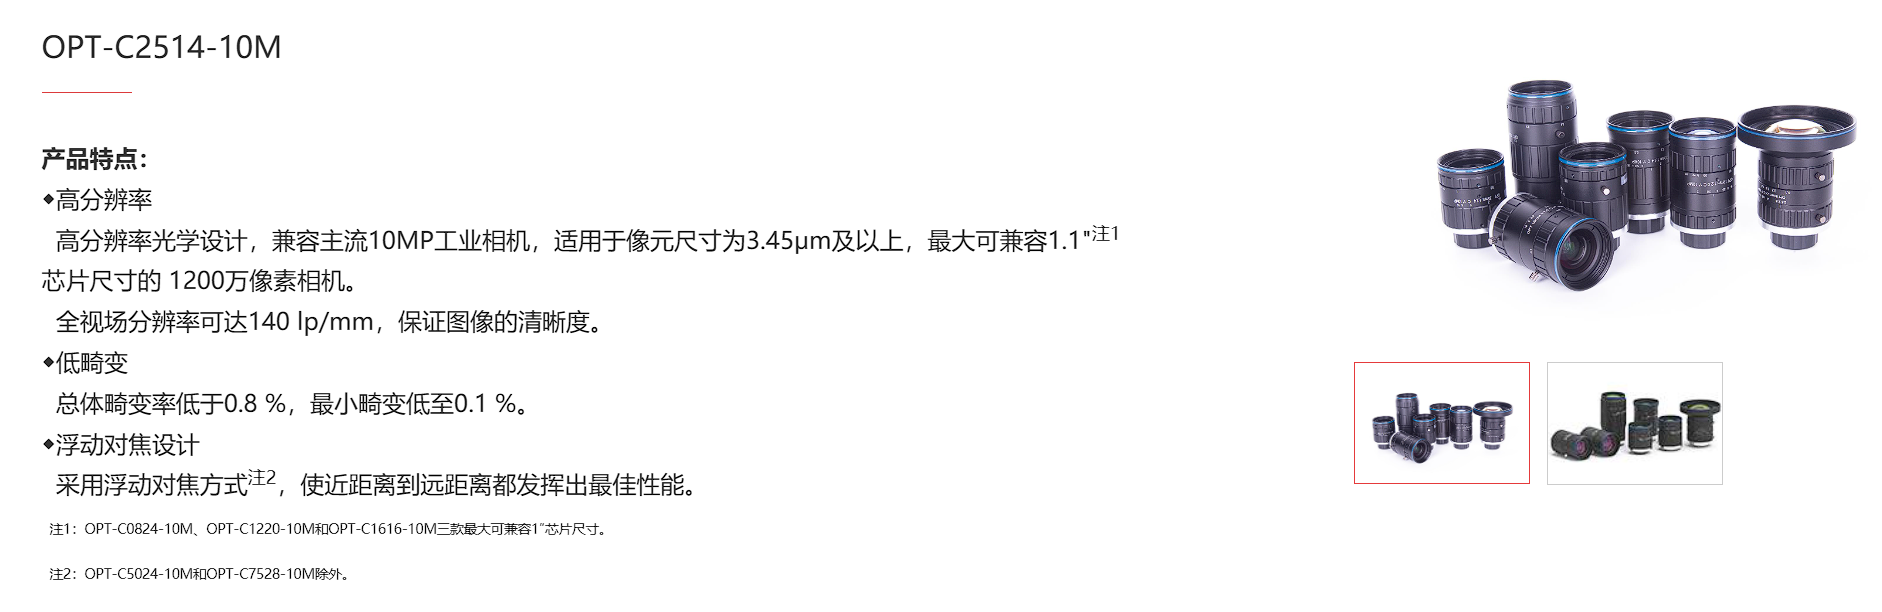 OPT-C2514-10M
产品特点：
◆高分辨率
高分辨率光学设计，兼容主流10MP工业相机，适用于像元尺寸为3.45μm及以上，最大可兼容1.1"注1
芯片尺寸的 1200万像素相机。
全视场分辨率可达140 lp/mm，保证图像的清晰度。
◆低畸变
总体畸变率低于0.8 %，最小畸变低至0.1 %。
◆浮动对焦设计
采用浮动对焦方式注2，使近距离到远距离都发挥出最佳性能。
注1：OPT-C0824-10M、OPT-C1220-10M和OPT-C1616-10M三款最大可兼容1"芯片尺寸。
注2：OPT-C5024-10M和OPT-C7528-10M除外。